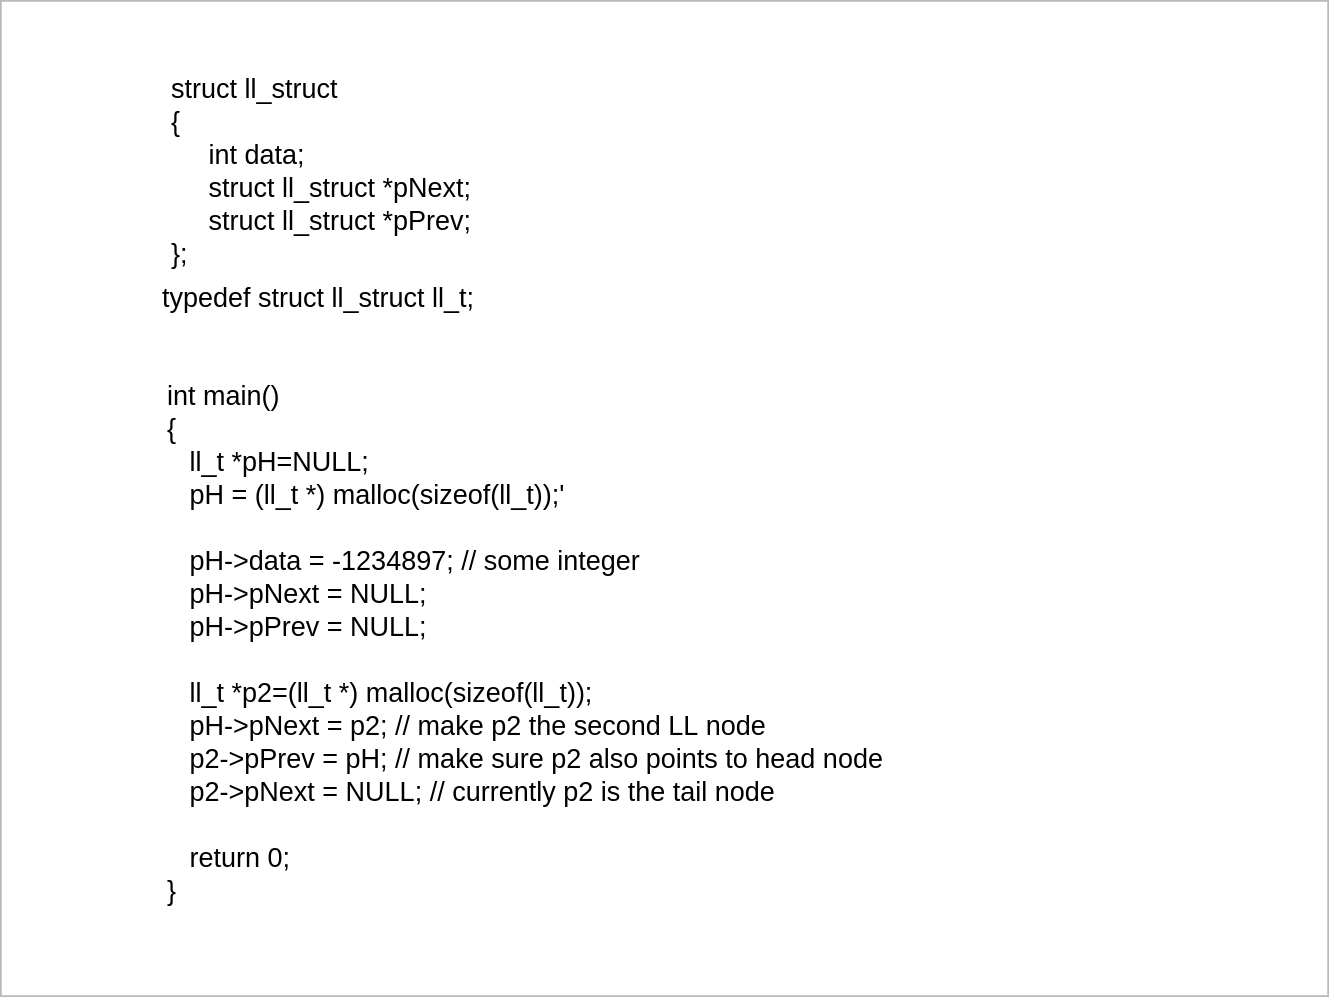 struct ll_struct
{
int data;
struct ll_struct *pNext;
struct ll_struct *pPrev;
};
typedef struct ll_struct ll_t;
int main()
{
ll_t *pH=NULL;
pH = (ll_t *) malloc(sizeof(ll_t));'
pH->data = -1234897; // some integer
pH->pNext = NULL;
pH->pPrev = NULL;
ll_t *p2=(ll_t *) malloc(sizeof(ll_t));
pH->pNext = p2; // make p2 the second LL node
p2->pPrev = pH; // make sure p2 also points to head node
p2->pNext = NULL; // currently p2 is the tail node
return 0;
}